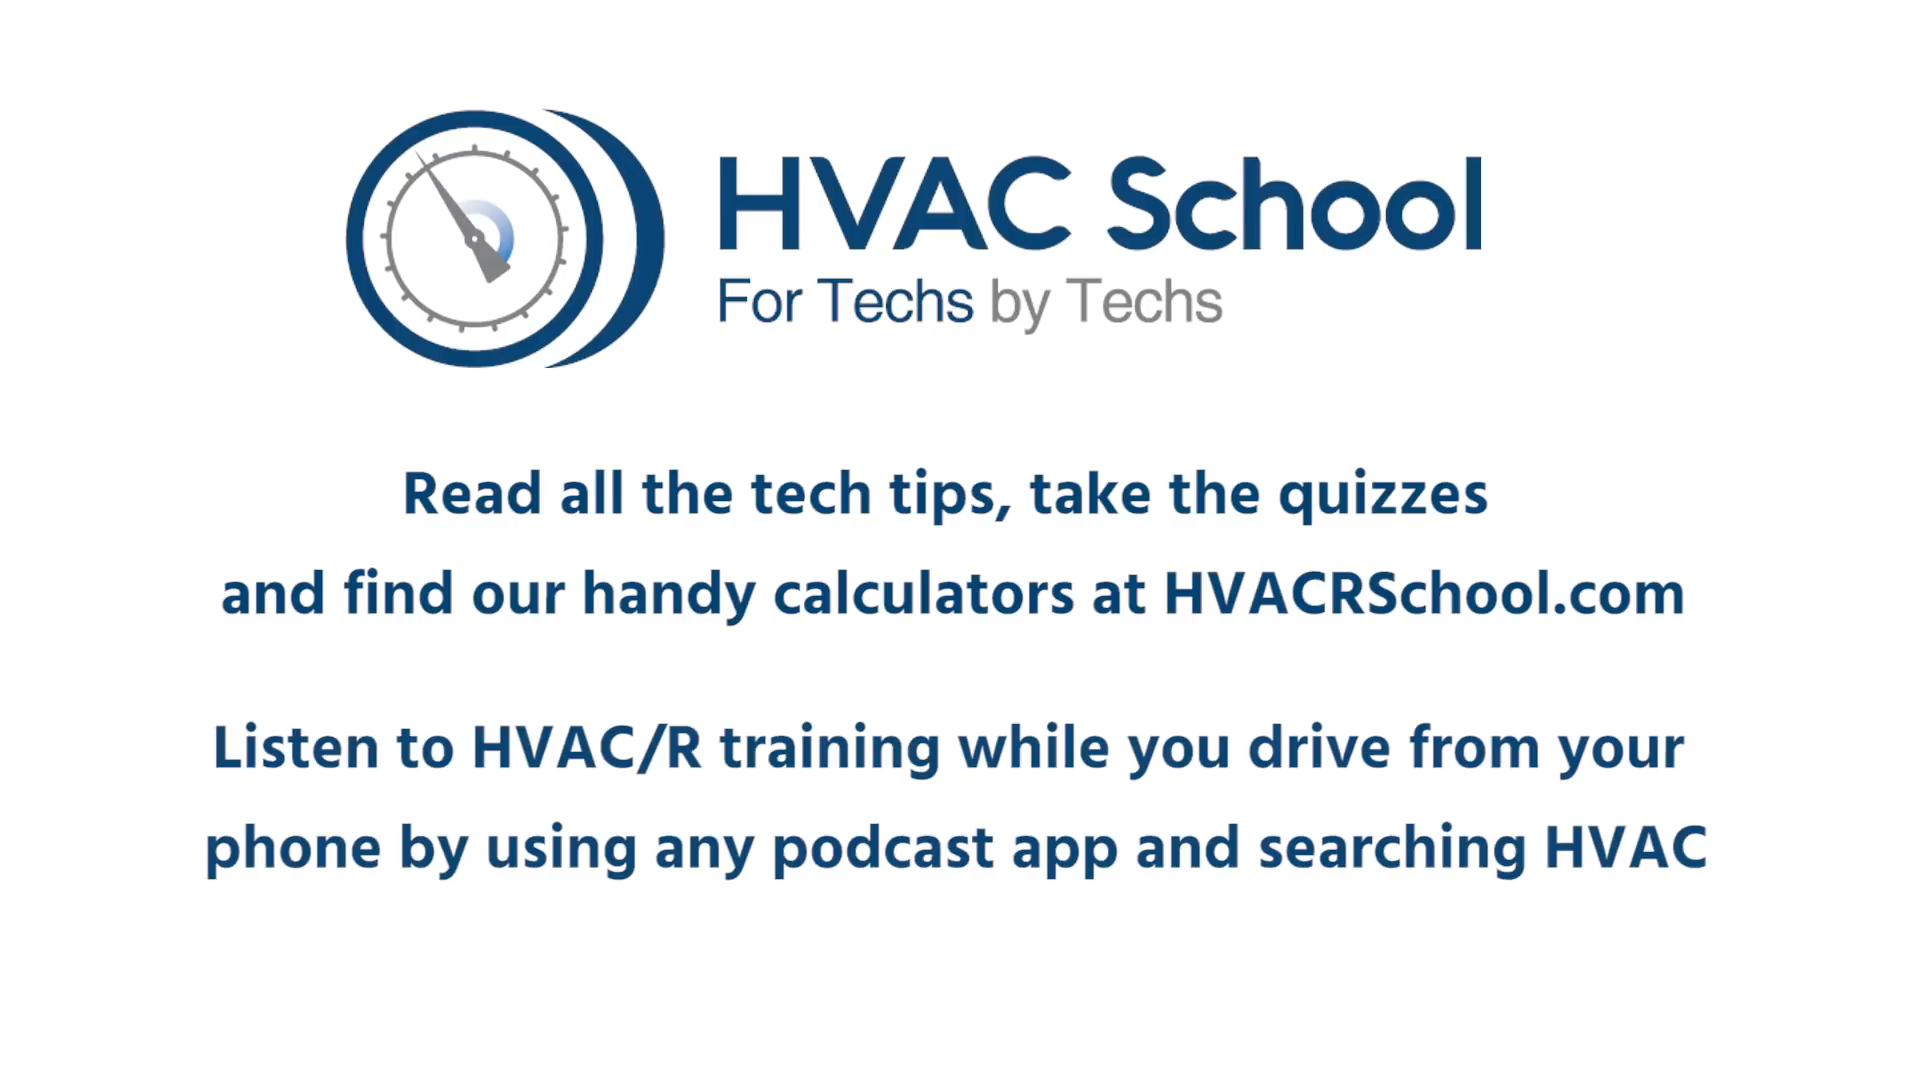 HVAC School
For Techs by Techs
Read all the tech tips, take the quizzes
and find our handy calculators at HVACRSchool.com
Listen to HVAC/R training while you drive from your
phone by using any podcast app and searching HVAC